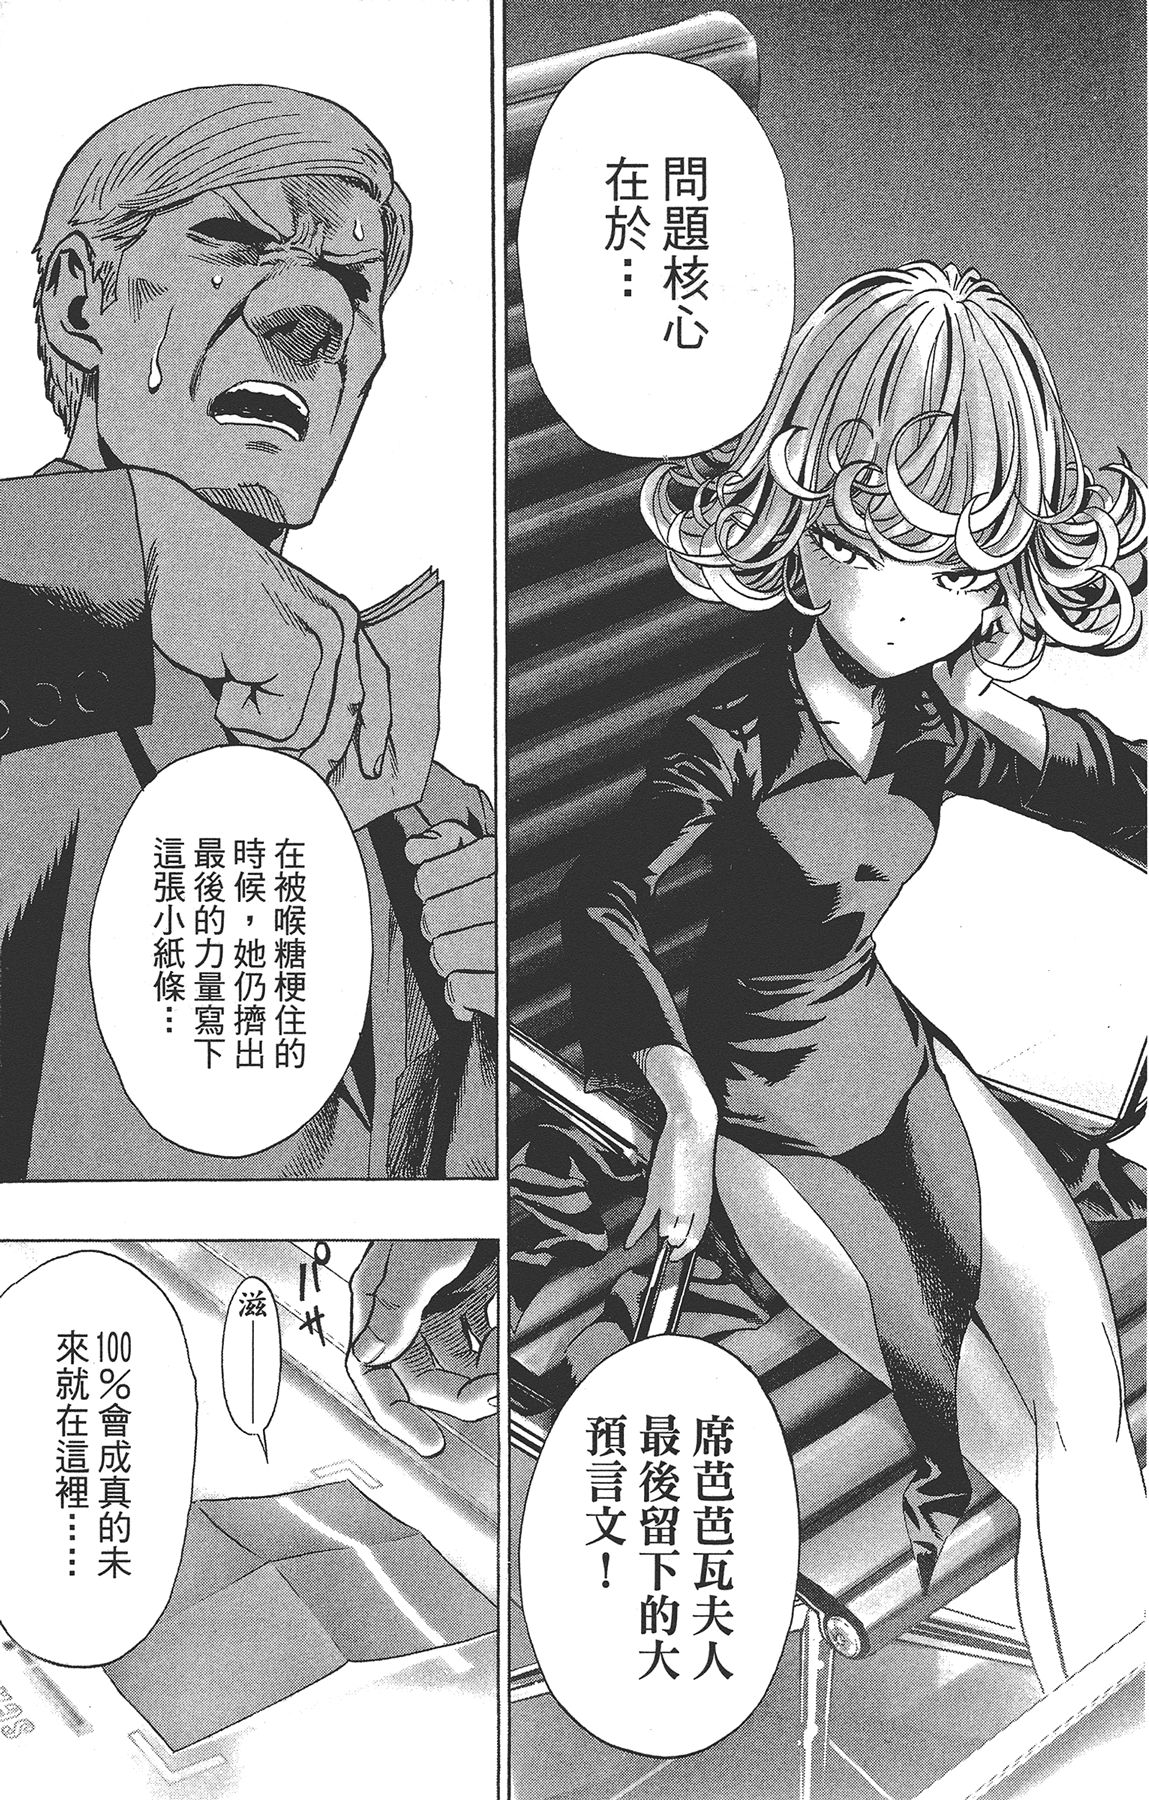 問題核心
在於…
席芭芭瓦夫人
最後留下的大
預言文！
在被喉糖梗住的
時候，她仍擠出
最後的力量寫下
這張小紙條…
パサ
滋──
100%會成真的未
來就在這裡……